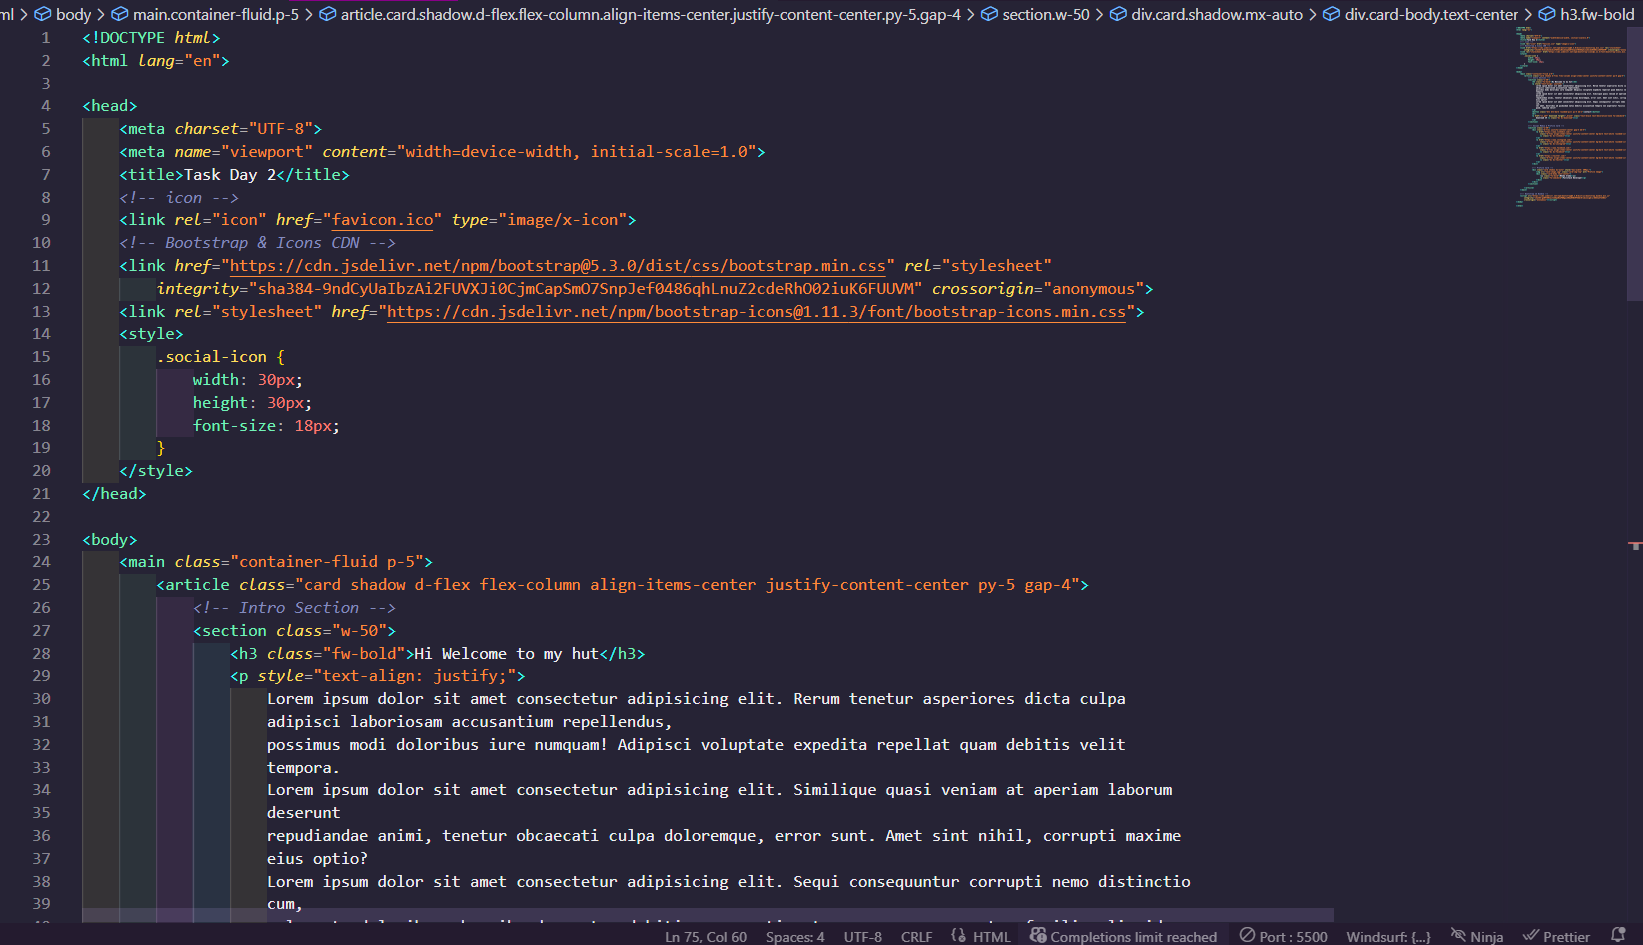 ml > body > main.container-fluid.p-5 > article.card.shadow.d-flex.flex-column.align-items-center.justify-content-center.py-5.gap-4 > section.w-50 > div.card.shadow.mx-auto > div.card-body.text-center > h3.fw-bold
1 <!DOCTYPE html>
2 <html lang="en">
3
4 <head>
5 <meta charset="UTF-8">
6 <meta name="viewport" content="width=device-width, initial-scale=1.0">
7 <title>Task Day 2</title>
8 <!-- icon -->
9 <link rel="icon" href="favicon.ico" type="image/x-icon">
10 <!-- Bootstrap & Icons CDN -->
11 <link href="https://cdn.jsdelivr.net/npm/bootstrap@5.3.0/dist/css/bootstrap.min.css" rel="stylesheet"
12 integrity="sha384-9ndCyUaIbzAi2FUVXJi0CjmCapSmO7SnpJef0486qhLnuZ2cdeRhO02iuK6FUUVM" crossorigin="anonymous">
13 <link rel="stylesheet" href="https://cdn.jsdelivr.net/npm/bootstrap-icons@1.11.3/font/bootstrap-icons.min.css">
14 <style>
15 .social-icon {
16 width: 30px;
17 height: 30px;
18 font-size: 18px;
19 }
20 </style>
21 </head>
22
23 <body>
24 <main class="container-fluid p-5">
25 <article class="card shadow d-flex flex-column align-items-center justify-content-center py-5 gap-4">
26 <!-- Intro Section -->
27 <section class="w-50">
28 <h3 class="fw-bold">Hi Welcome to my hut</h3>
29 <p style="text-align: justify;">
30 Lorem ipsum dolor sit amet consectetur adipisicing elit. Rerum tenetur asperiores dicta culpa
31 adipisci laboriosam accusantium repellendus,
32 possimus modi doloribus iure numquam! Adipisci voluptate expedita repellat quam debitis velit
33 tempora.
34 Lorem ipsum dolor sit amet consectetur adipisicing elit. Similique quasi veniam at aperiam laborum
35 deserunt
36 repudiandae animi, tenetur obcaecati culpa doloremque, error sunt. Amet sint nihil, corrupti maxime
37 eius optio?
38 Lorem ipsum dolor sit amet consectetur adipisicing elit. Sequi consequuntur corrupti nemo distinctio
39 cum,
Ln 75, Col 60 Spaces: 4 UTF-8 CRLF HTML Completions limit reached Port : 5500 Windsurf: {...} Ninja Prettier